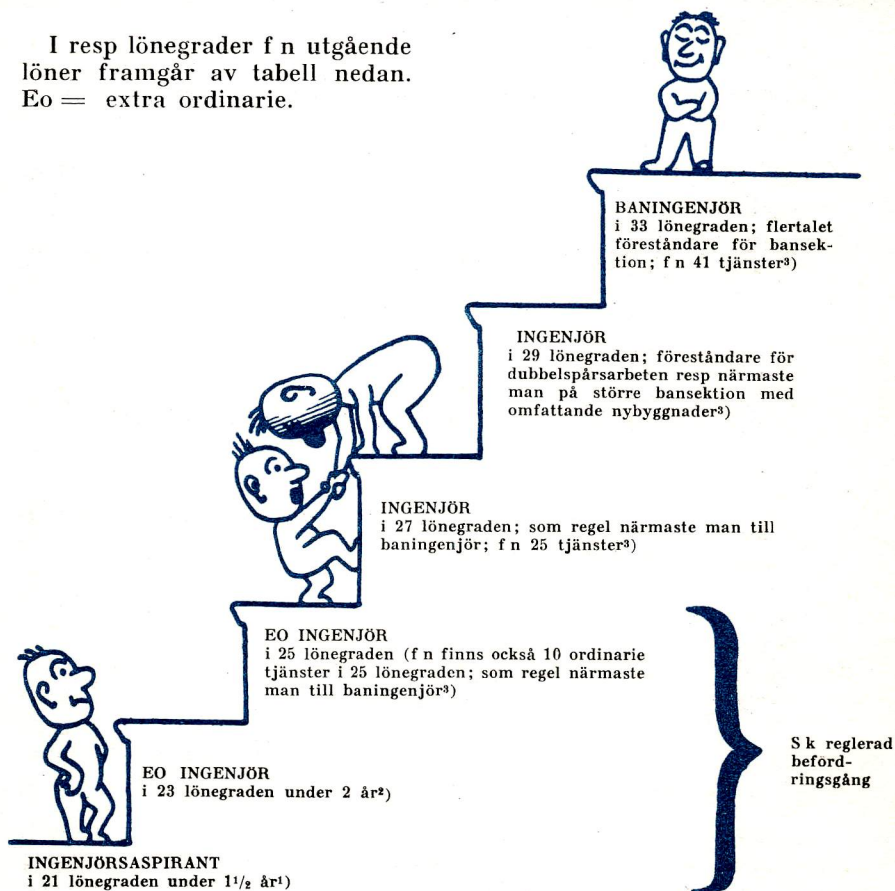 I resp lönegrader f n utgående
löner framgår av tabell nedan.
Eo = extra ordinarie.
BANINGENJÖR
i 33 lönegraden; flertalet
föreståndare för bansek-
tion; f n 41 tjänster³)
INGENJÖR
i 29 lönegraden; föreståndare för
dubbelspårsarbeten resp närmaste
man på större bansektion med
omfattande nybyggnader³)
INGENJÖR
i 27 lönegraden; som regel närmaste man till
baningenjör; f n 25 tjänster³)
EO INGENJÖR
i 25 lönegraden (f n finns också 10 ordinarie
tjänster i 25 lönegraden; som regel närmaste
man till baningenjör³)
EO INGENJÖR
i 23 lönegraden under 2 år²)
S k reglerad
beford-
ringsgång
INGENJÖRSASPIRANT
i 21 lönegraden under 1¹/₂ år¹)